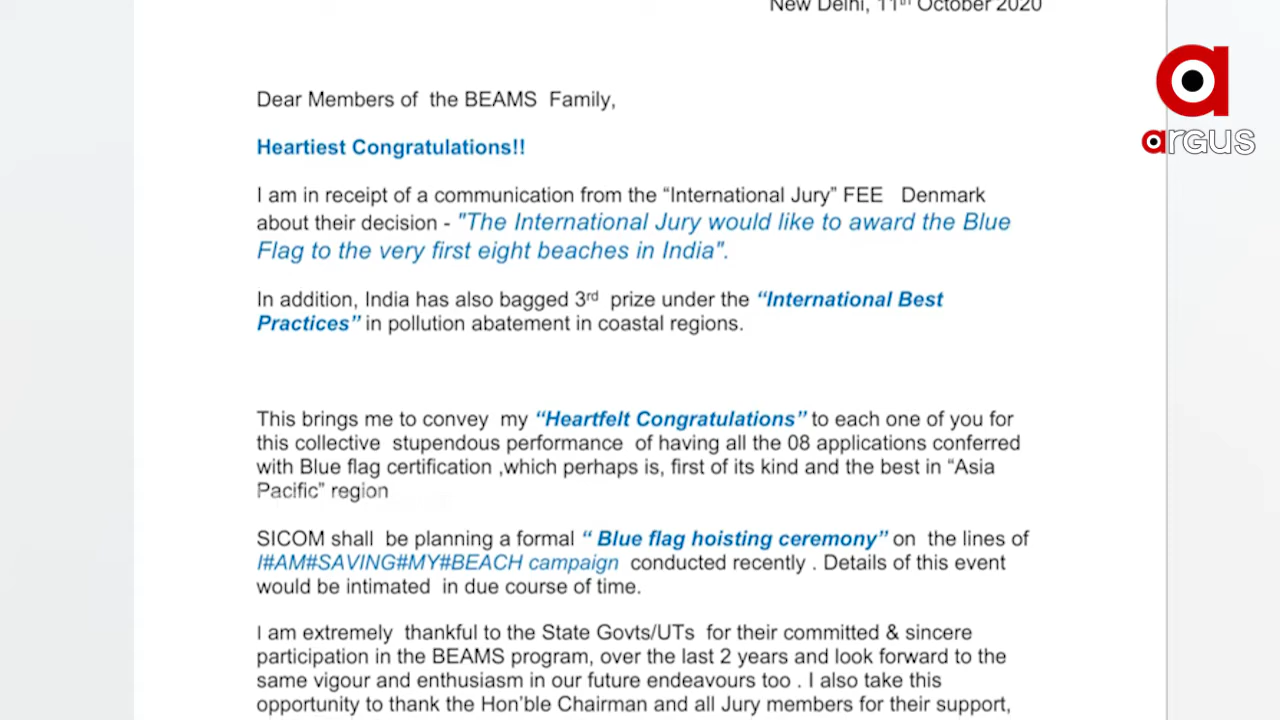 New Delhi, 11th October 2020
argus
Dear Members of the BEAMS Family,
Heartiest Congratulations!!
I am in receipt of a communication from the “International Jury” FEE Denmark
about their decision - "The International Jury would like to award the Blue
Flag to the very first eight beaches in India".
In addition, India has also bagged 3rd prize under the “International Best
Practices” in pollution abatement in coastal regions.
This brings me to convey my “Heartfelt Congratulations” to each one of you for
this collective stupendous performance of having all the 08 applications conferred
with Blue flag certification ,which perhaps is, first of its kind and the best in “Asia
Pacific” region
SICOM shall be planning a formal “ Blue flag hoisting ceremony” on the lines of
I#AM#SAVING#MY#BEACH campaign conducted recently . Details of this event
would be intimated in due course of time.
I am extremely thankful to the State Govts/UTs for their committed & sincere
participation in the BEAMS program, over the last 2 years and look forward to the
same vigour and enthusiasm in our future endeavours too . I also take this
opportunity to thank the Hon’ble Chairman and all Jury members for their support,